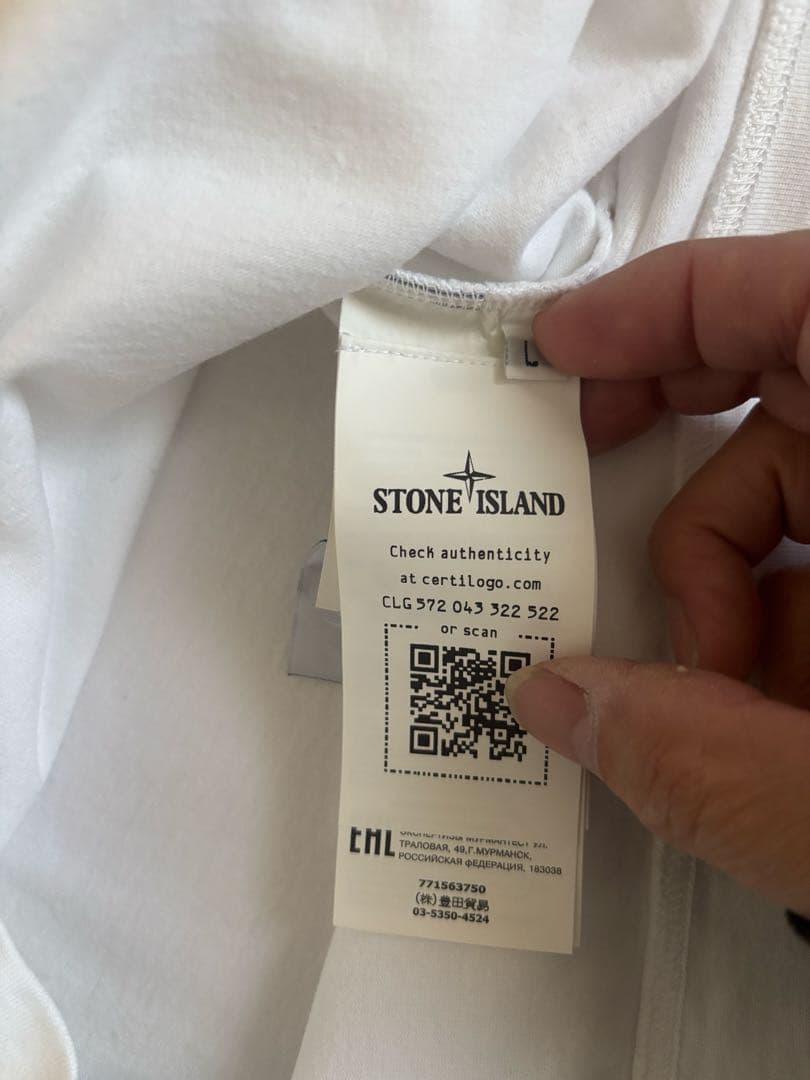 L
STONE ISLAND
Check authenticity
at certilogo.com
CLG 572 043 322 522
or scan
EAC
ТРАЛОВАЯ, 49, Г.МУРМАНСК,
РОССИЙСКАЯ ФЕДЕРАЦИЯ, 183038
771563750
(株)豊田貿易
03-5350-4524